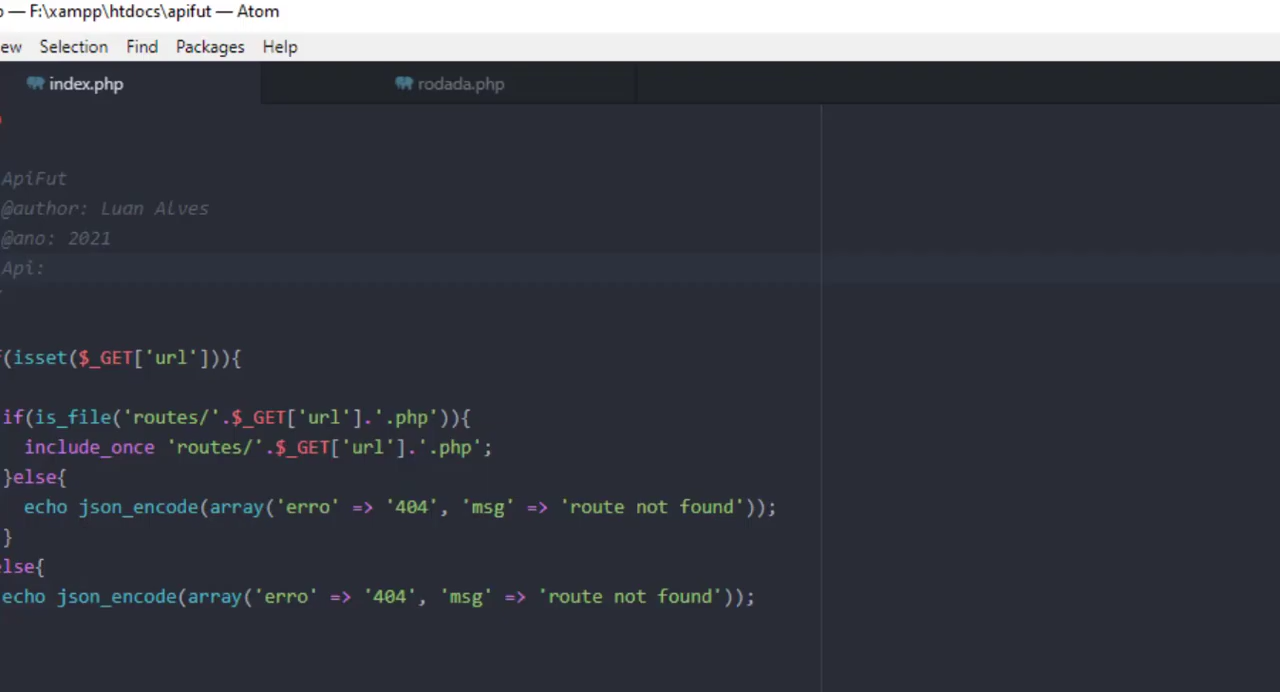 — F:\xampp\htdocs\apifut — Atom
Selection Find Packages Help
index.php rodada.php
ApiFut
@author: Luan Alves
@ano: 2021
Api:
(isset($_GET['url'])){
if(is_file('routes/'.$_GET['url'].'.php')){
include_once 'routes/'.$_GET['url'].'.php';
}else{
echo json_encode(array('erro' => '404', 'msg' => 'route not found'));
}
lse{
echo json_encode(array('erro' => '404', 'msg' => 'route not found'));